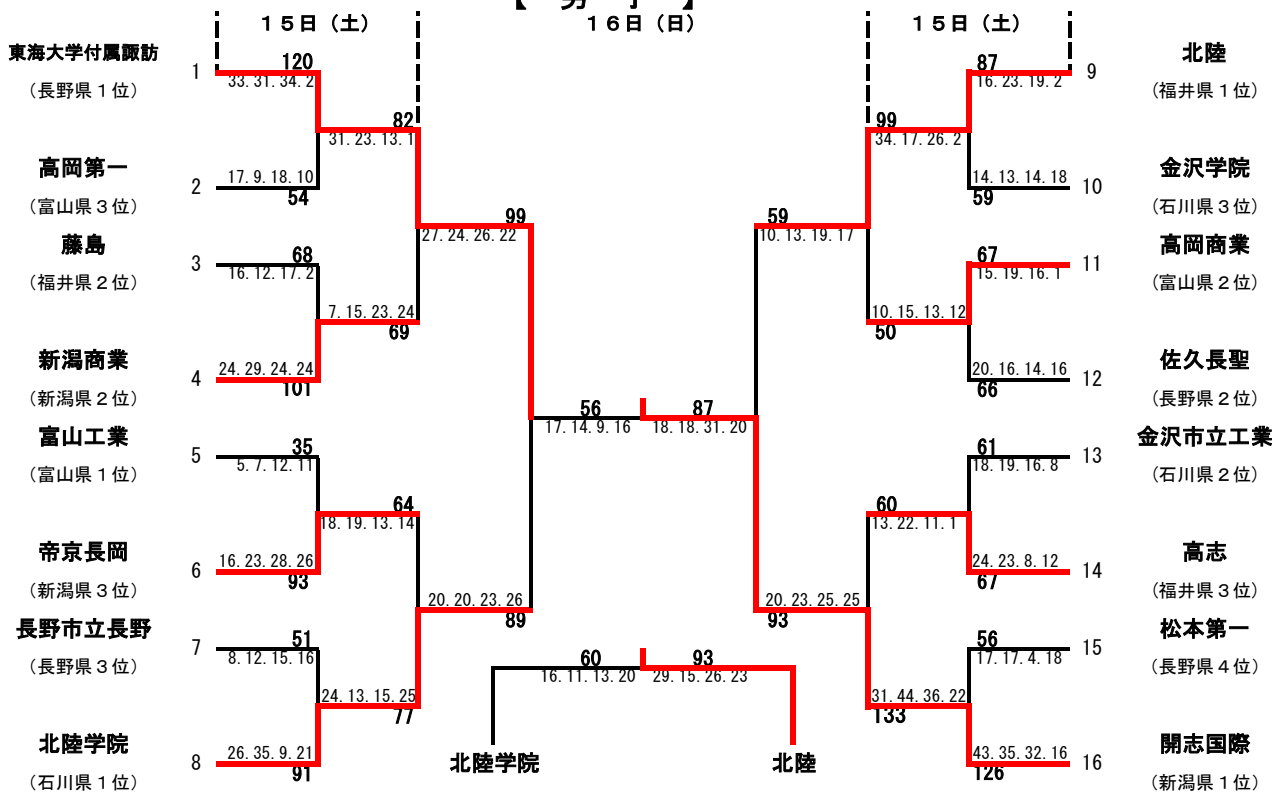 【 男 子 】
１５日（土）
１６日（日）
１５日（土）
東海大学付属諏訪
（長野県１位）
1
120
33. 31. 34. 2
高岡第一
（富山県３位）
2
17. 9. 18. 10
54
82
31. 23. 13. 1
藤島
（福井県２位）
3
68
16. 12. 17. 2
新潟商業
（新潟県２位）
4
24. 29. 24. 24
101
7. 15. 23. 24
69
99
27. 24. 26. 22
富山工業
（富山県１位）
5
35
5. 7. 12. 11
帝京長岡
（新潟県３位）
6
16. 23. 28. 26
93
64
18. 19. 13. 14
長野市立長野
（長野県３位）
7
51
8. 12. 15. 16
北陸学院
（石川県１位）
8
26. 35. 9. 21
91
24. 13. 15. 25
77
20. 20. 23. 26
89
56
17. 14. 9. 16
87
18. 18. 31. 20
60
16. 11. 13. 20
93
29. 15. 26. 23
北陸学院
北陸
59
10. 13. 19. 17
20. 23. 25. 25
93
99
34. 17. 26. 2
87
16. 23. 19. 2
9
北陸
（福井県１位）
14. 13. 14. 18
59
10
金沢学院
（石川県３位）
10. 15. 13. 12
50
67
15. 19. 16. 1
11
高岡商業
（富山県２位）
20. 16. 14. 16
66
12
佐久長聖
（長野県２位）
60
13. 22. 11. 1
61
18. 19. 16. 8
13
金沢市立工業
（石川県２位）
24. 23. 8. 12
67
14
高志
（福井県３位）
31. 44. 36. 22
133
56
17. 17. 4. 18
15
松本第一
（長野県４位）
43. 35. 32. 16
126
16
開志国際
（新潟県１位）